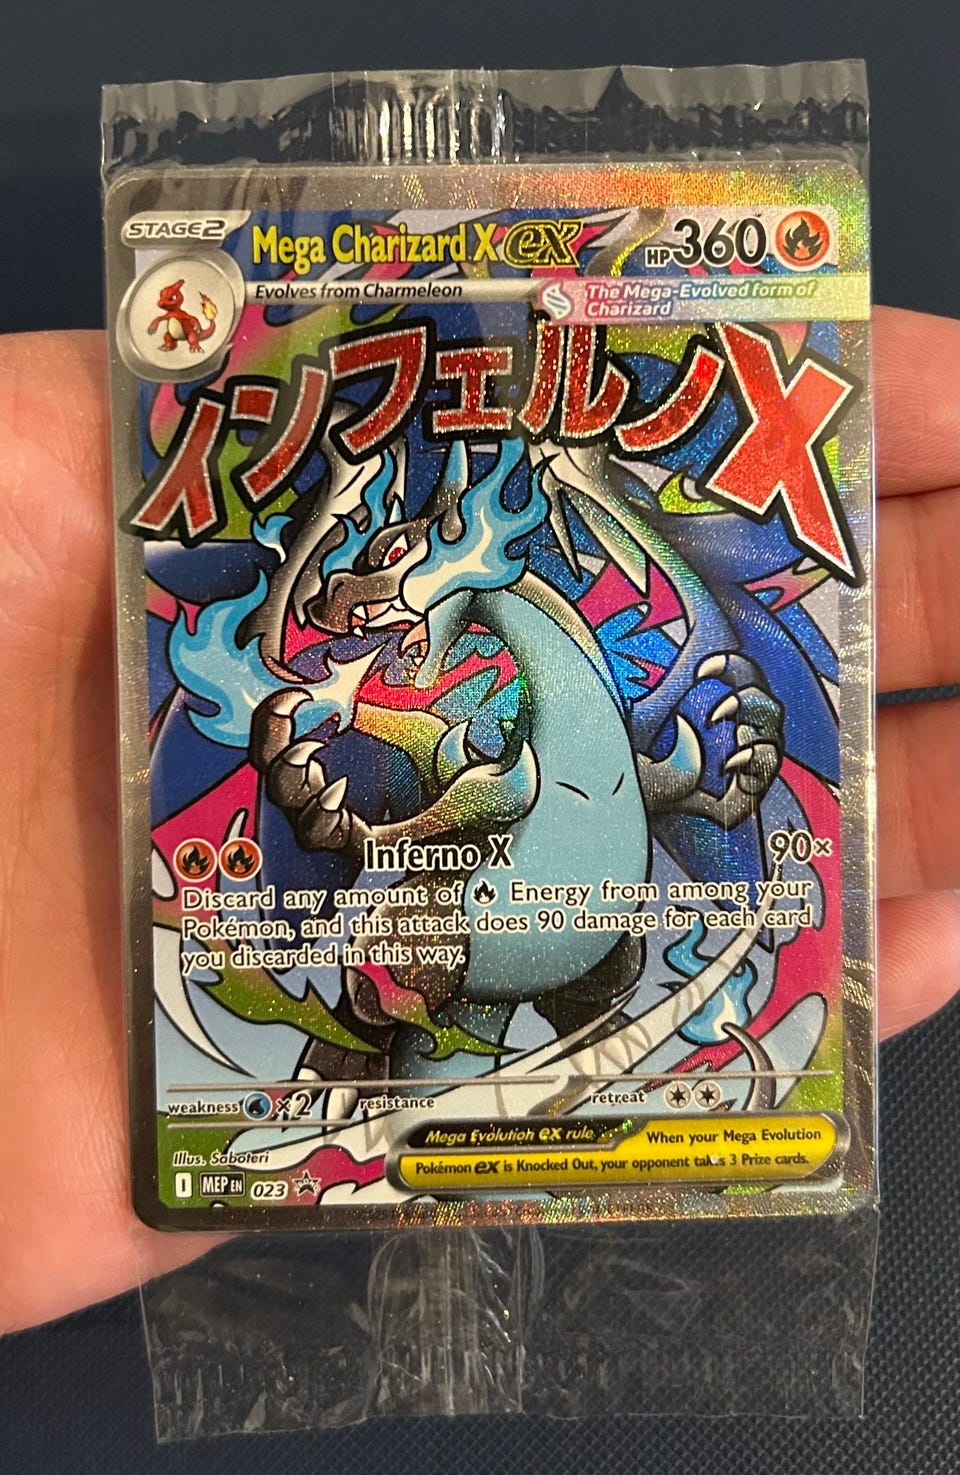 STAGE2
Mega Charizard X ex
HP360
Evolves from Charmeleon
The Mega-Evolved form of
Charizard
インフェルノX
Inferno X
90×
Discard any amount of Energy from among your
Pokémon, and this attack does 90 damage for each card
you discarded in this way.
weakness ×2
resistance
retreat
Mega Evolution ex rule
When your Mega Evolution
Pokémon ex is Knocked Out, your opponent takes 3 Prize cards.
Illus. Saboteri
I MEP EN 023